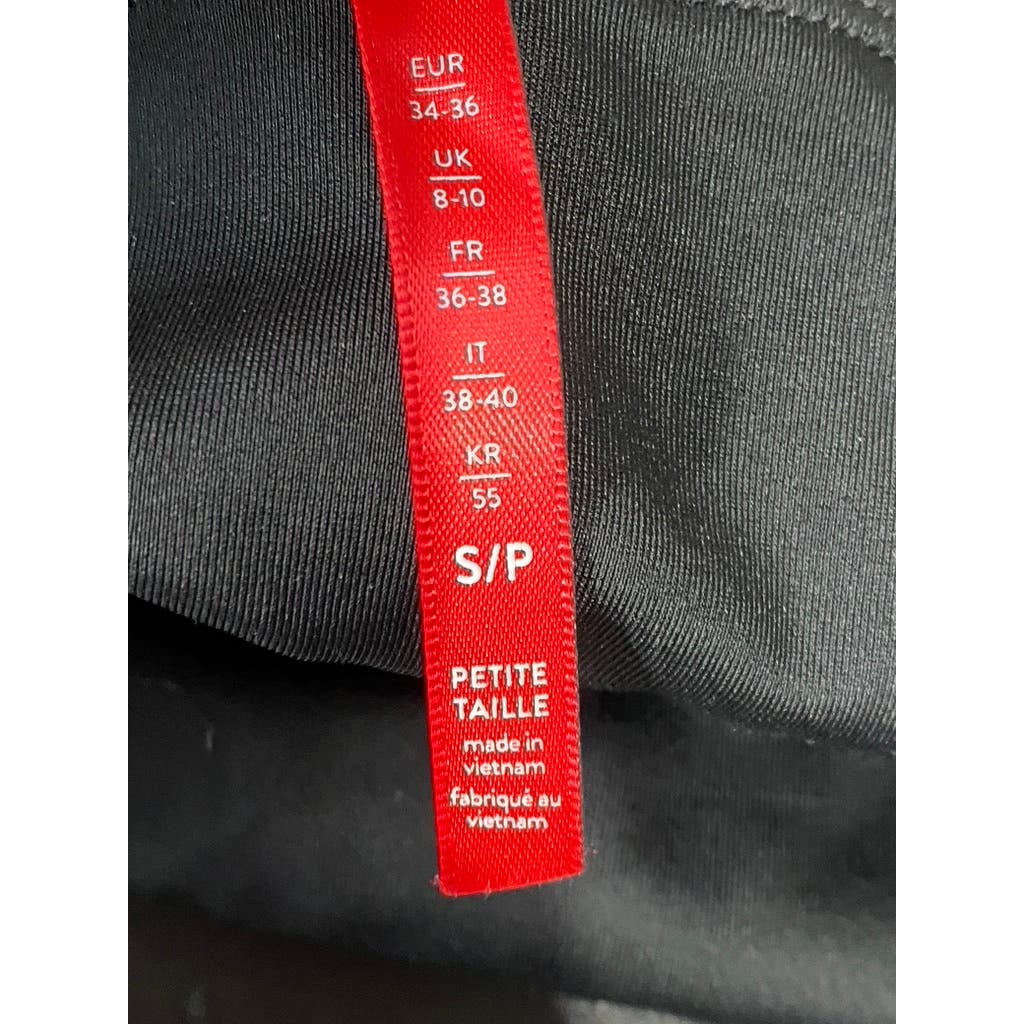 EUR
34-36
UK
8-10
FR
36-38
IT
38-40
KR
55
S/P
PETITE
TAILLE
made in
vietnam
fabriqué au
vietnam